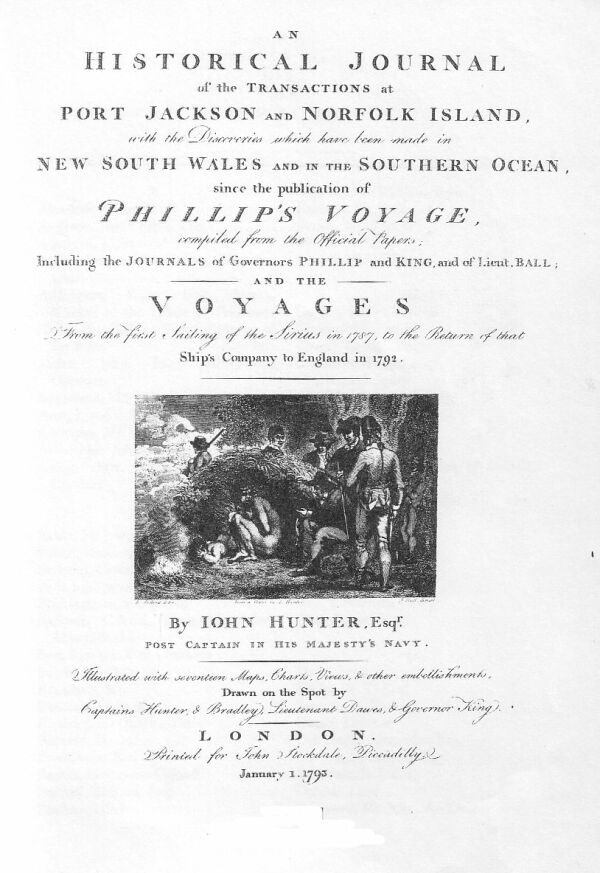 AN
HISTORICAL JOURNAL
of the TRANSACTIONS at
PORT JACKSON AND NORFOLK ISLAND,
with the Discoveries which have been made in
NEW SOUTH WALES AND IN THE SOUTHERN OCEAN,
since the publication of
PHILLIP'S VOYAGE,
compiled from the Official Papers;
Including the JOURNALS of Governors PHILLIP and KING, and of Lieut. BALL;
AND THE
VOYAGES
From the first Sailing of the Sirius in 1787, to the Return of that
Ship's Company to England in 1792.
By IOHN HUNTER, Esqr.
POST CAPTAIN IN HIS MAJESTY'S NAVY.
Illustrated with seventeen Maps, Charts, Views, & other embellishments,
Drawn on the Spot by
Captains Hunter, & Bradley, Lieutenant Dawes, & Governor King.
LONDON.
Printed for John Stockdale, Piccadilly,
January 1. 1793.